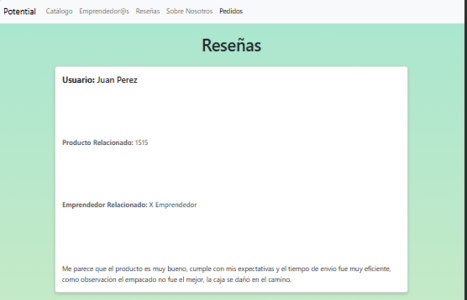 Potential Catálogo Emprendedor@s Reseñas Sobre Nosotros Pedidos
Reseñas
Usuario: Juan Perez
Producto Relacionado: 1515
Emprendedor Relacionado: X Emprendedor
Me parece que el producto es muy bueno, cumple con mis expectativas y el tiempo de envío fue muy eficiente,
como observación el empacado no fue el mejor, la caja se dañó en el camino.